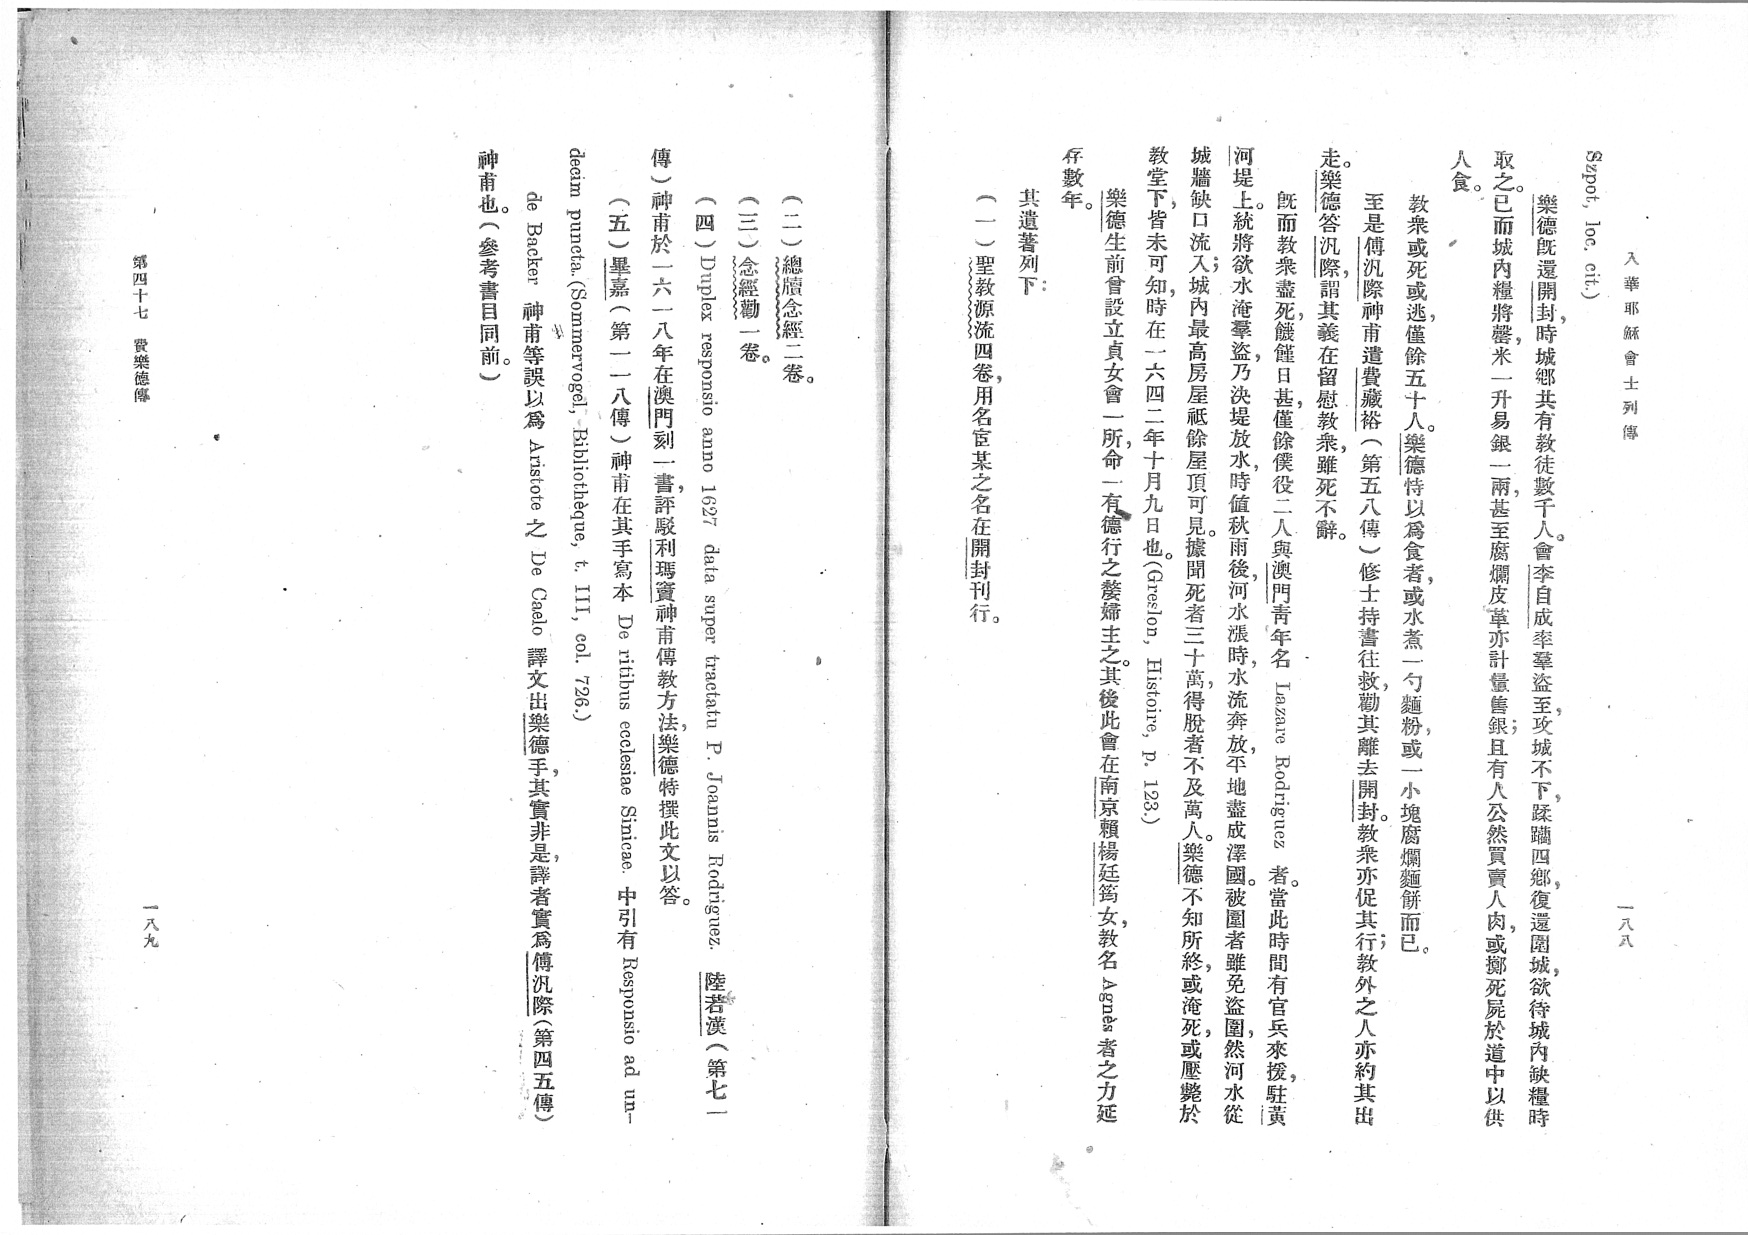 入華耶穌會士列傳
一八八
Szpot, loc. cit.)
樂德既還開封，時城鄉共有教徒數千人。會李自成率羣盜至，攻城不下，蹂躪四鄉，復還圍城，欲待城內缺糧時
取之。已而城內糧將罄，米一升易銀一兩，甚至腐爛皮革亦計量售銀；且有人公然買賣人肉，或擲死屍於道中以供
人食。
教衆或死或逃，僅餘五十人。樂德恃以爲食者，或水煮一勺麵粉，或一小塊腐爛麵餅而已。
至是傅汎際神甫遣費藏裕（第五八傳）修士持書往救，勸其離去開封。教衆亦促其行；教外之人亦約其出
走。樂德答汎際，謂其義在留慰教衆，雖死不辭。
旣而教衆盡死，饑饉日甚，僅餘僕役二人與澳門青年名 Lazare Rodriguez 者。當此時間有官兵來援，駐黃
河堤上。統將欲水淹羣盜，乃決堤放水，時値秋雨後，河水漲時，水流奔放，平地盡成澤國。被圍者雖免盜圍，然河水從
城牆缺口流入；城內最高房屋祇餘屋頂可見。據聞死者三十萬，得脫者不及萬人。樂德不知所終，或淹死，或壓斃於
教堂下，皆未可知，時在一六四二年十月九日也。(Greslon, Histoire, p. 123.)
樂德生前曾設立貞女會一所，命一有德行之嫠婦主之。其後此會在南京賴楊廷筠女，教名 Agnès 者之力延
存數年。
其遺著列下：
（一）聖教源流四卷，用名宦某之名在開封刊行。
（二）總牘念經二卷。
（三）念經勸一卷。
（四）Duplex responsio anno 1627 data super tractatu P. Joannis Rodriguez. 陸若漢（第七一
傳）神甫於一六一八年在澳門刻一書，評駁利瑪竇神甫傳教方法，樂德特撰此文以答。
（五）畢嘉（第一一八傳）神甫在其手寫本 De ritibus ecclesiae Sinicae. 中引有 Responsio ad un-
decim puncta. (Sommervogel, Bibliothèque, t. III, col. 726.)
de Backer 神甫等誤以爲 Aristote 之 De Caelo 譯文出樂德手，其實非是，譯者實爲傅汎際（第四五傳）
神甫也。（參考書目同前。）
第四十七 費樂德傳
一八九